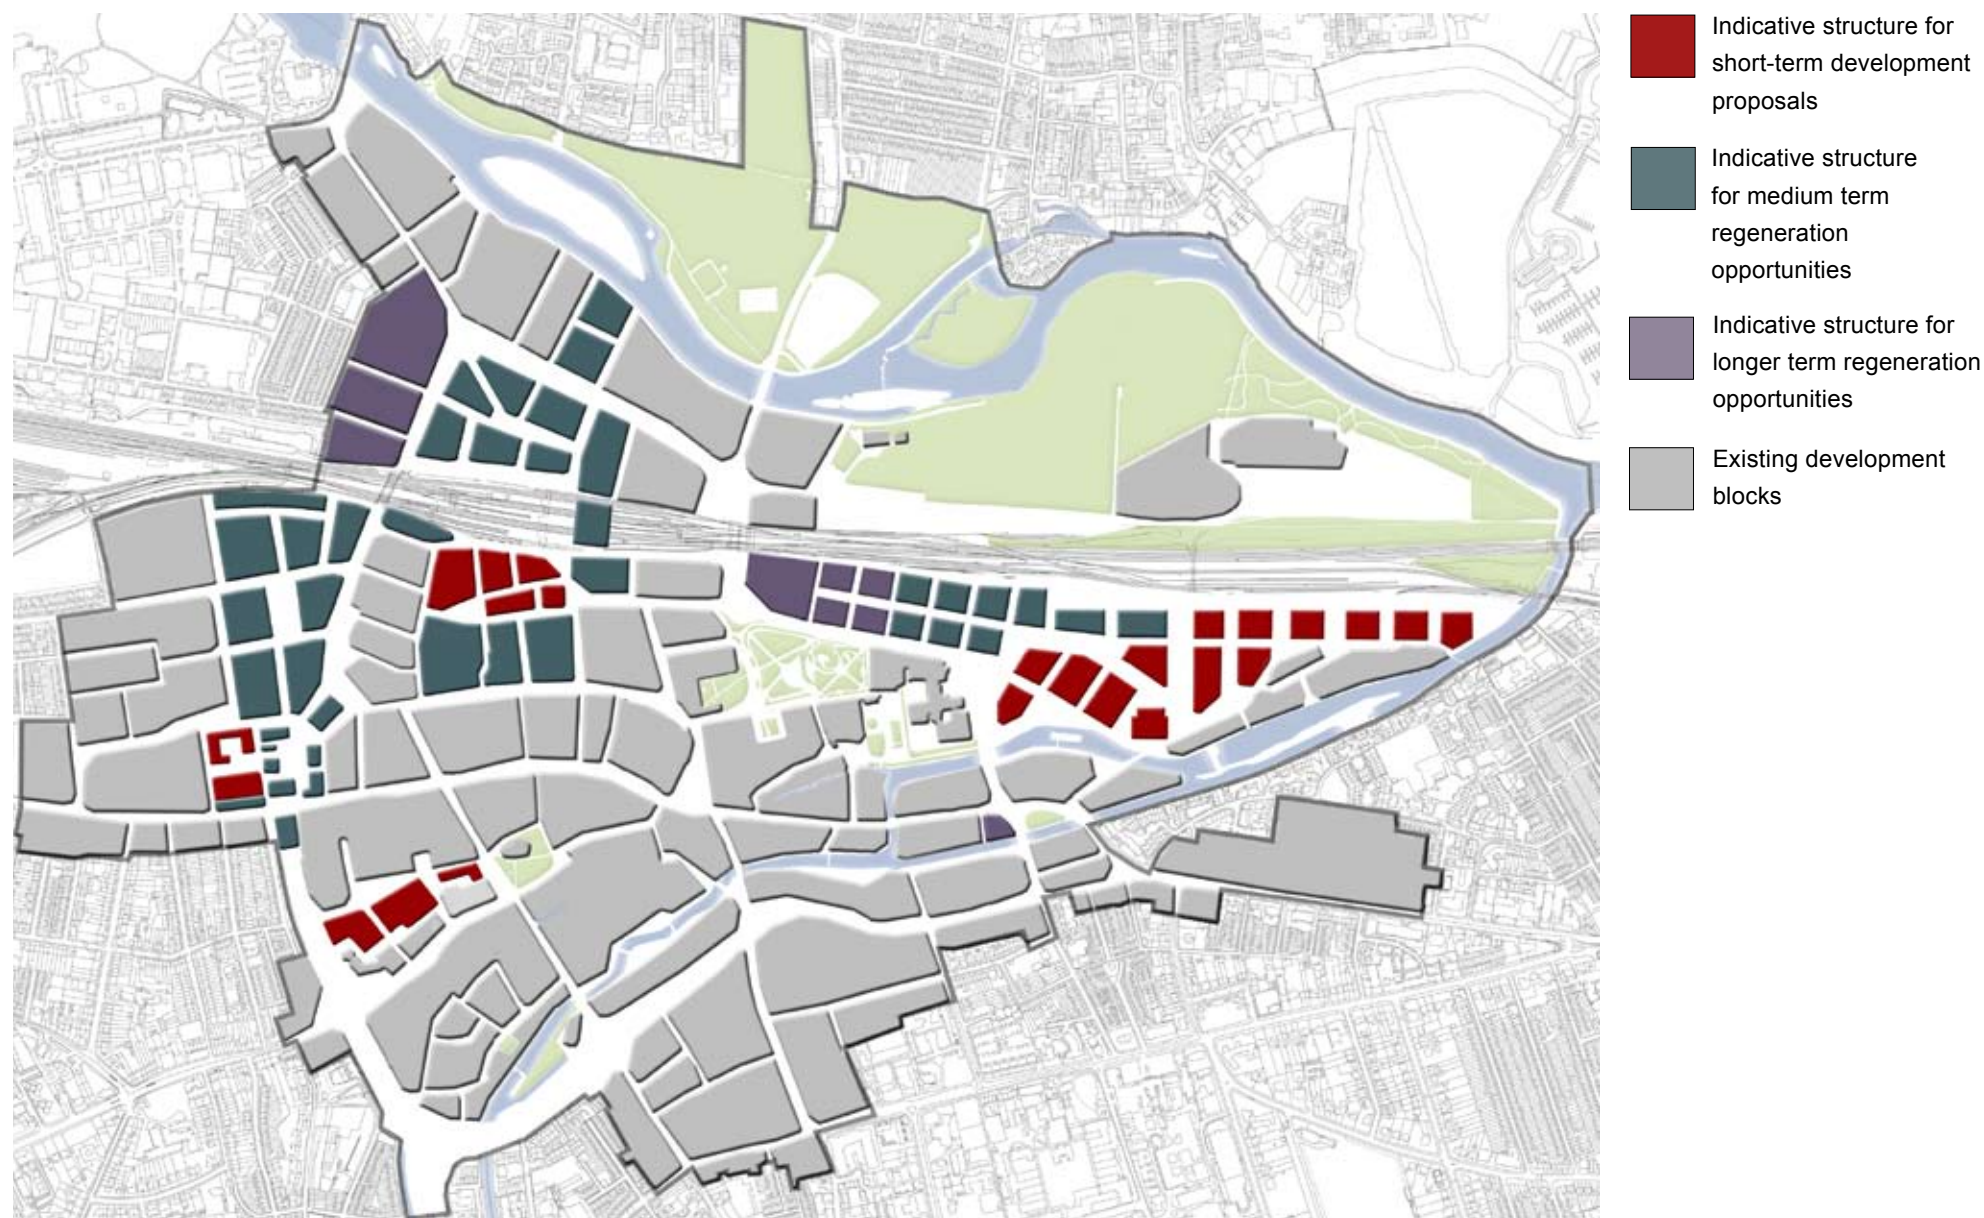 Indicative structure for
short-term development
proposals
Indicative structure
for medium term
regeneration
opportunities
Indicative structure for
longer term regeneration
opportunities
Existing development
blocks